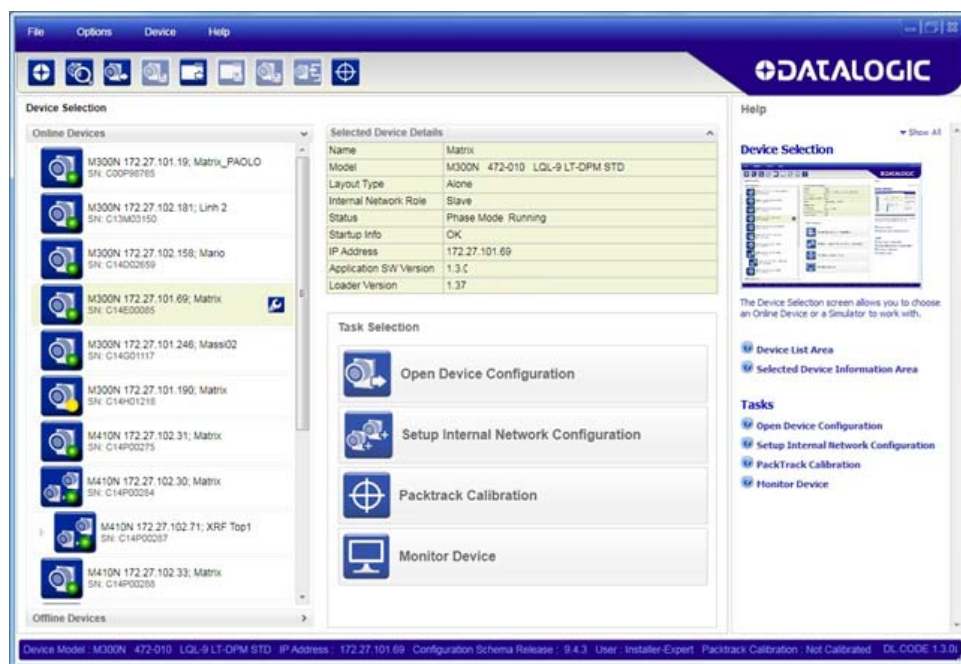 File Options Device Help
DATALOGIC
Device Selection
Online Devices
M300N 172.27.101.19; Matrix_PAOLO
SN: C00P98765
M300N 172.27.102.181; Linh 2
SN: C13M03150
M300N 172.27.102.158; Mario
SN: C14D02659
M300N 172.27.101.69; Matrix
SN: C14E00085
M300N 172.27.101.246; Massi02
SN: C14G01117
M300N 172.27.101.190; Matrix
SN: C14H01218
M410N 172.27.102.31; Matrix
SN: C14P00275
M410N 172.27.102.30; Matrix
SN: C14P00284
M410N 172.27.102.71; XRF Top1
SN: C14P00287
M410N 172.27.102.33; Matrix
SN: C14P00288
Offline Devices
Selected Device Details
Name Matrix
Model M300N 472-010 LQL-9 LT-DPM STD
Layout Type Alone
Internal Network Role Slave
Status Phase Mode Running
Startup Info OK
IP Address 172.27.101.69
Application SW Version 1.3.0
Loader Version 1.37
Task Selection
Open Device Configuration
Setup Internal Network Configuration
Packtrack Calibration
Monitor Device
Help
Show All
Device Selection
The Device Selection screen allows you to choose
an Online Device or a Simulator to work with.
Device List Area
Selected Device Information Area
Tasks
Open Device Configuration
Setup Internal Network Configuration
PackTrack Calibration
Monitor Device
Device Model : M300N 472-010 LQL-9 LT-DPM STD IP Address : 172.27.101.69 Configuration Schema Release : 9.4.3 User : Installer-Expert Packtrack Calibration : Not Calibrated DL.CODE 1.3.0